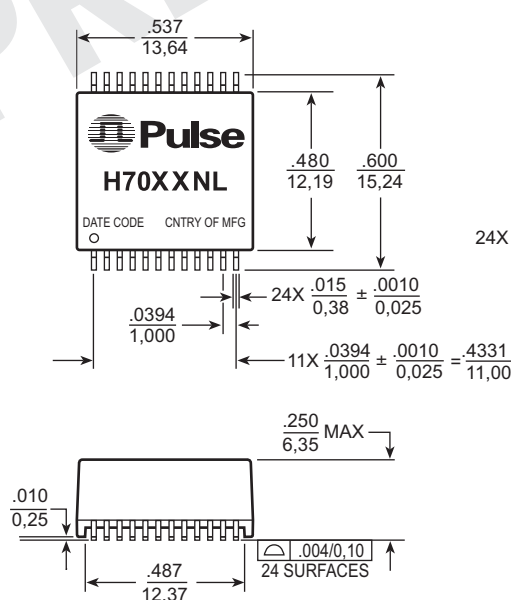 PRE
.537
13,64
Pulse
H70XXNL
DATE CODE CNTRY OF MFG
.480
12,19
.600
15,24
24X
24X .015 ± .0010
0,38 0,025
.0394
1,000
11X .0394 ± .0010 = .4331
1,000 0,025 11,00
.250 MAX
6,35
.010
0,25
.004/0,10
24 SURFACES
.487
12,37